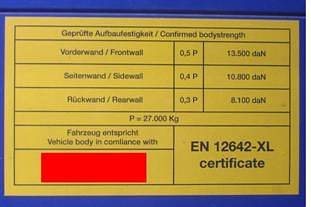 Geprüfte Aufbaufestigkeit / Confirmed bodystrength
Vorderwand / Frontwall 0,5 P 13.500 daN
Seitenwand / Sidewall 0,4 P 10.800 daN
Rückwand / Rearwall 0,3 P 8.100 daN
P = 27.000 Kg
Fahrzeug entspricht
Vehicle body in comliance with
EN 12642-XL
certificate